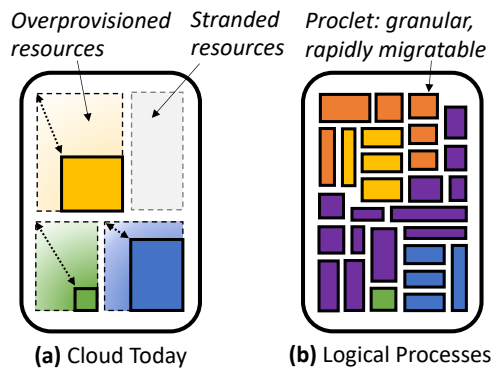 Overprovisioned
resources
Stranded
resources
Proclet: granular,
rapidly migratable
(a) Cloud Today
(b) Logical Processes